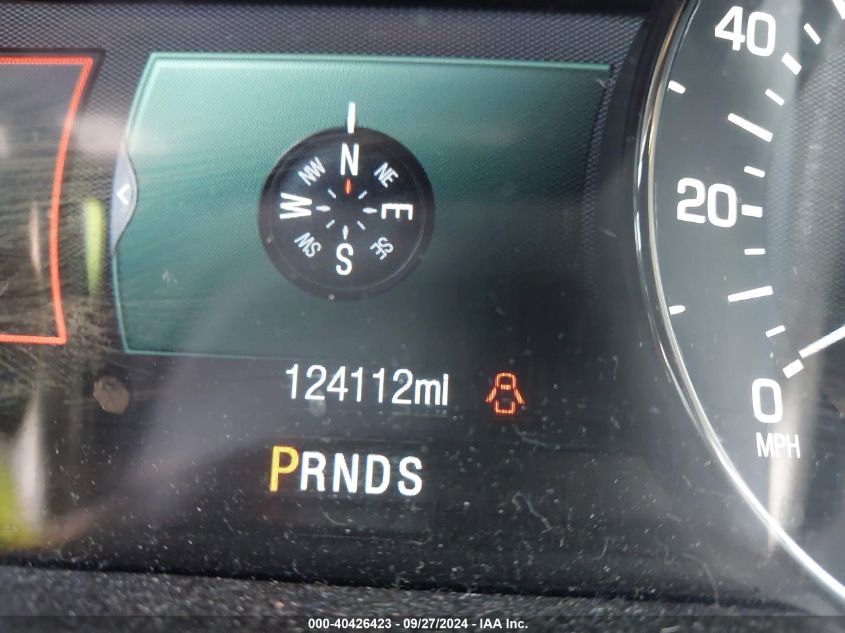 40
N
NW NE
W E
20
SW SE
S
124112mi
0
MPH
PRNDS
000-40426423 - 09/27/2024 - IAA Inc.